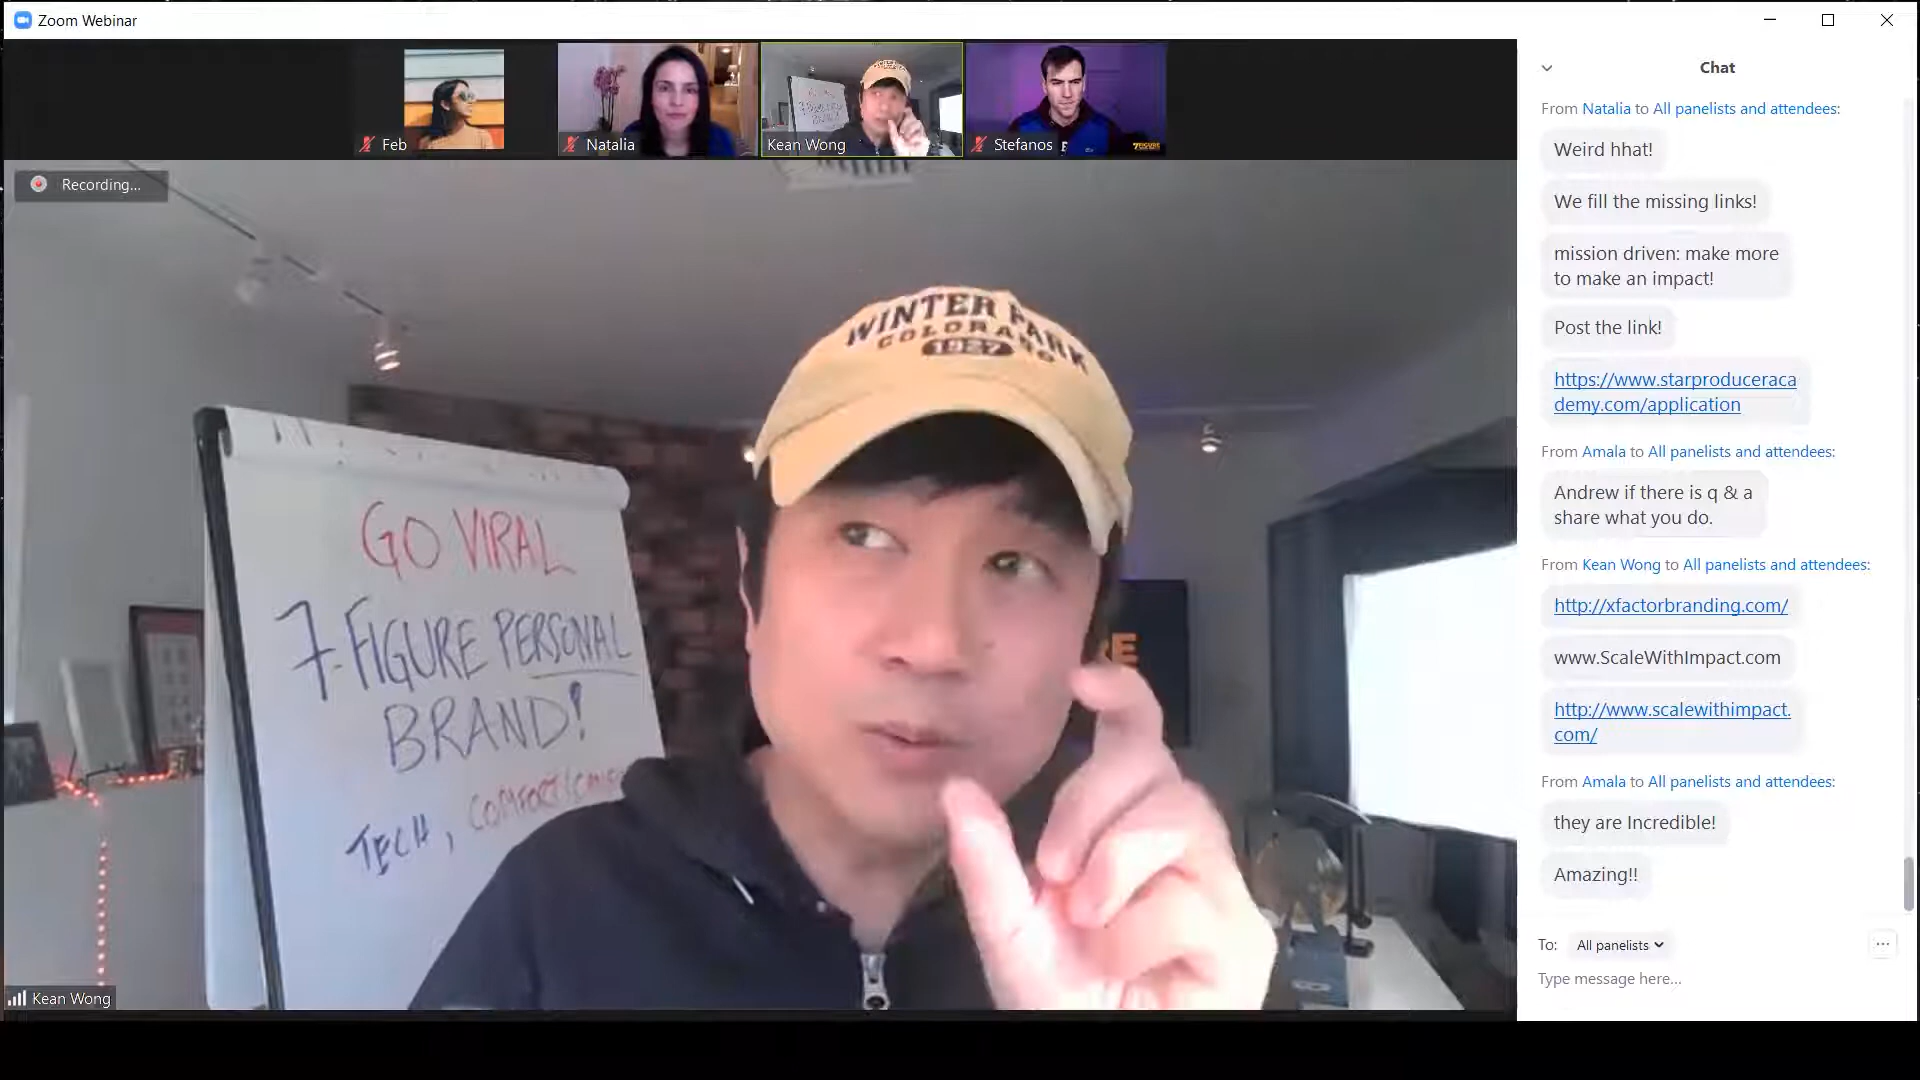 Zoom Webinar
Feb
Natalia
Kean Wong
Stefanos
7FIGURE
Recording...
WINTER PARK
COLORADO
1927
GO VIRAL
7-FIGURE PERSONAL
BRAND!
TECH,
RE
Kean Wong
Chat
From Natalia to All panelists and attendees:
Weird hhat!
We fill the missing links!
mission driven: make more
to make an impact!
Post the link!
https://www.starproduceraca
demy.com/application
From Amala to All panelists and attendees:
Andrew if there is q & a
share what you do.
From Kean Wong to All panelists and attendees:
http://xfactorbranding.com/
www.ScaleWithImpact.com
http://www.scalewithimpact.
com/
From Amala to All panelists and attendees:
they are Incredible!
Amazing!!
To: All panelists
...
Type message here...